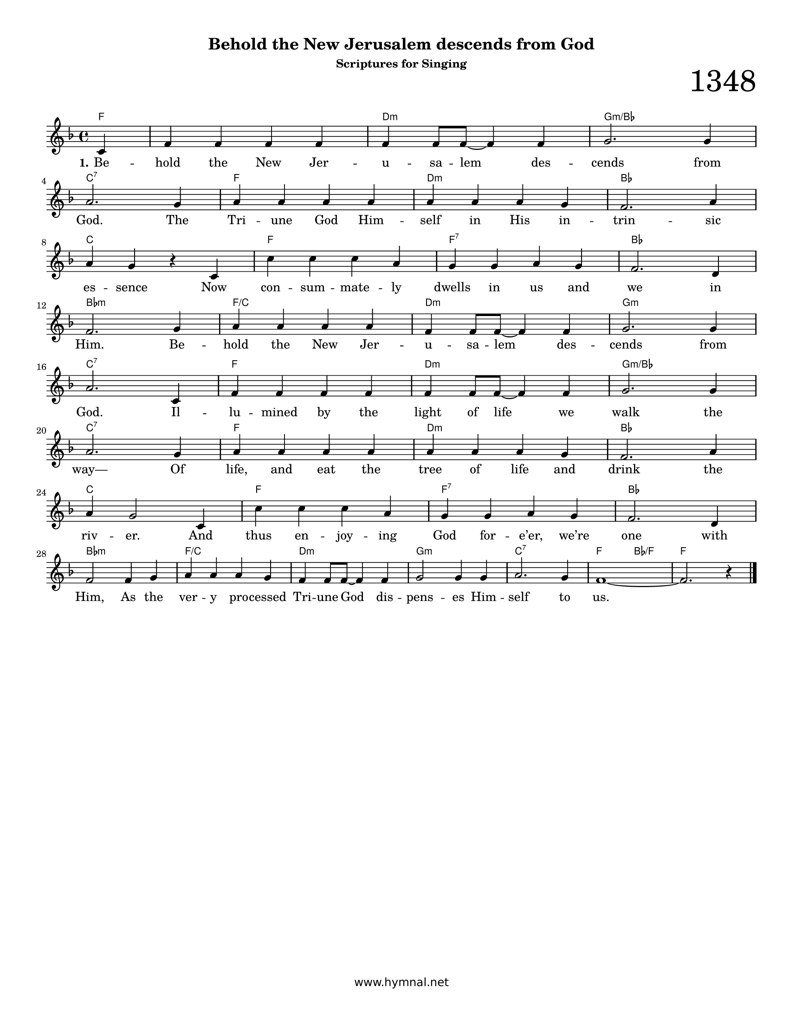 Behold the New Jerusalem descends from God
Scriptures for Singing
1348
F Dm Gm/B♭
1. Be - hold the New Jer - u - sa - lem des - cends from
4 C7 F Dm B♭
God. The Tri - une God Him - self in His in - trin - sic
8 C F F7 B♭
es - sence Now con - sum - mate - ly dwells in us and we in
12 B♭m F/C Dm Gm
Him. Be - hold the New Jer - u - sa - lem des - cends from
16 C7 F Dm Gm/B♭
God. Il - lu - mined by the light of life we walk the
20 C7 F Dm B♭
way— Of life, and eat the tree of life and drink the
24 C F F7 B♭
riv - er. And thus en - joy - ing God for - e'er, we're one with
28 B♭m F/C Dm Gm C7 F B♭/F F
Him, As the ver - y processed Tri - une God dis - pens - es Him - self to us.
www.hymnal.net